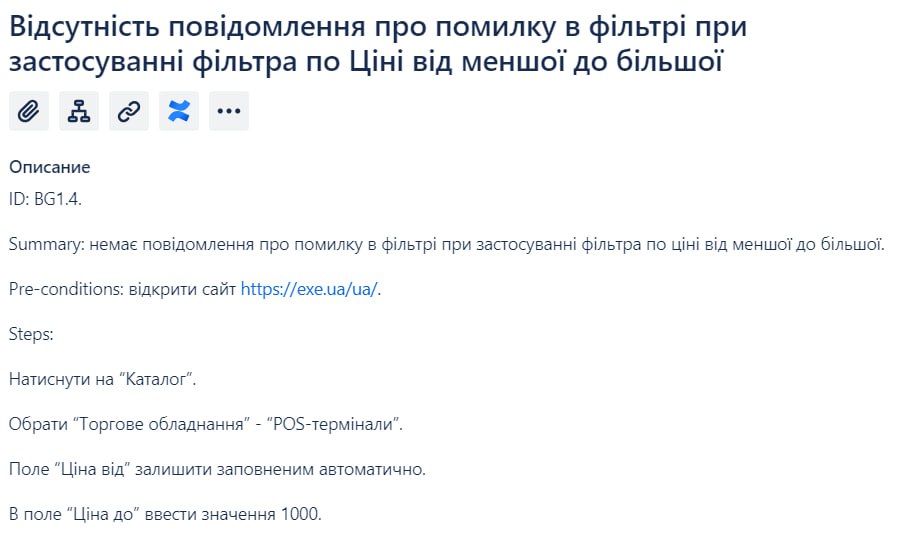 Відсутність повідомлення про помилку в фільтрі при
застосуванні фільтра по Ціні від меншої до більшої
Описание
ID: BG1.4.
Summary: немає повідомлення про помилку в фільтрі при застосуванні фільтра по ціні від меншої до більшої.
Pre-conditions: відкрити сайт https://exe.ua/ua/.
Steps:
Натиснути на “Каталог”.
Обрати “Торгове обладнання” - “POS-термінали”.
Поле “Ціна від” залишити заповненим автоматично.
В поле “Ціна до” ввести значення 1000.